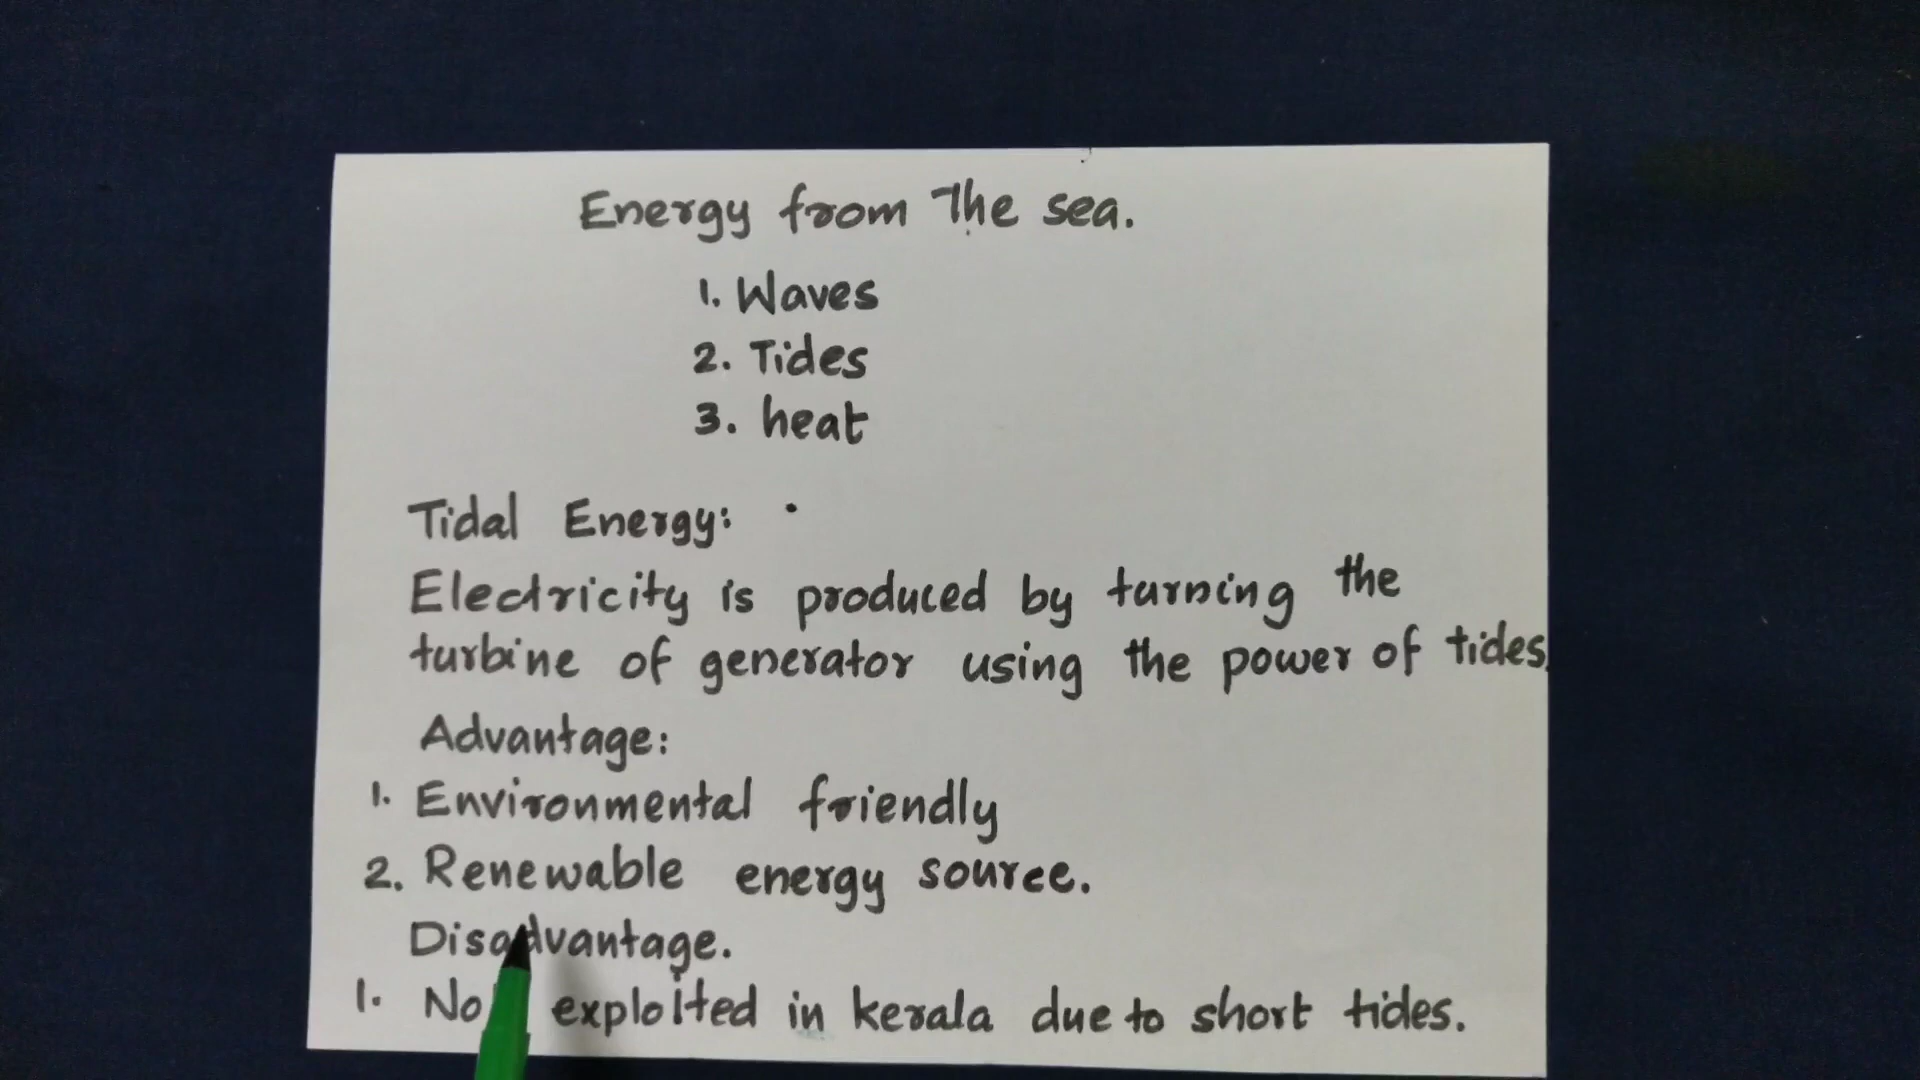 Energy from The sea.
1. Waves
2. Tides
3. heat
Tidal Energy:
Electricity is produced by turning the
turbine of generator using the power of tides.
Advantage:
1. Environmental friendly
2. Renewable energy source.
Disadvantage.
1. No exploited in kerala due to short tides.